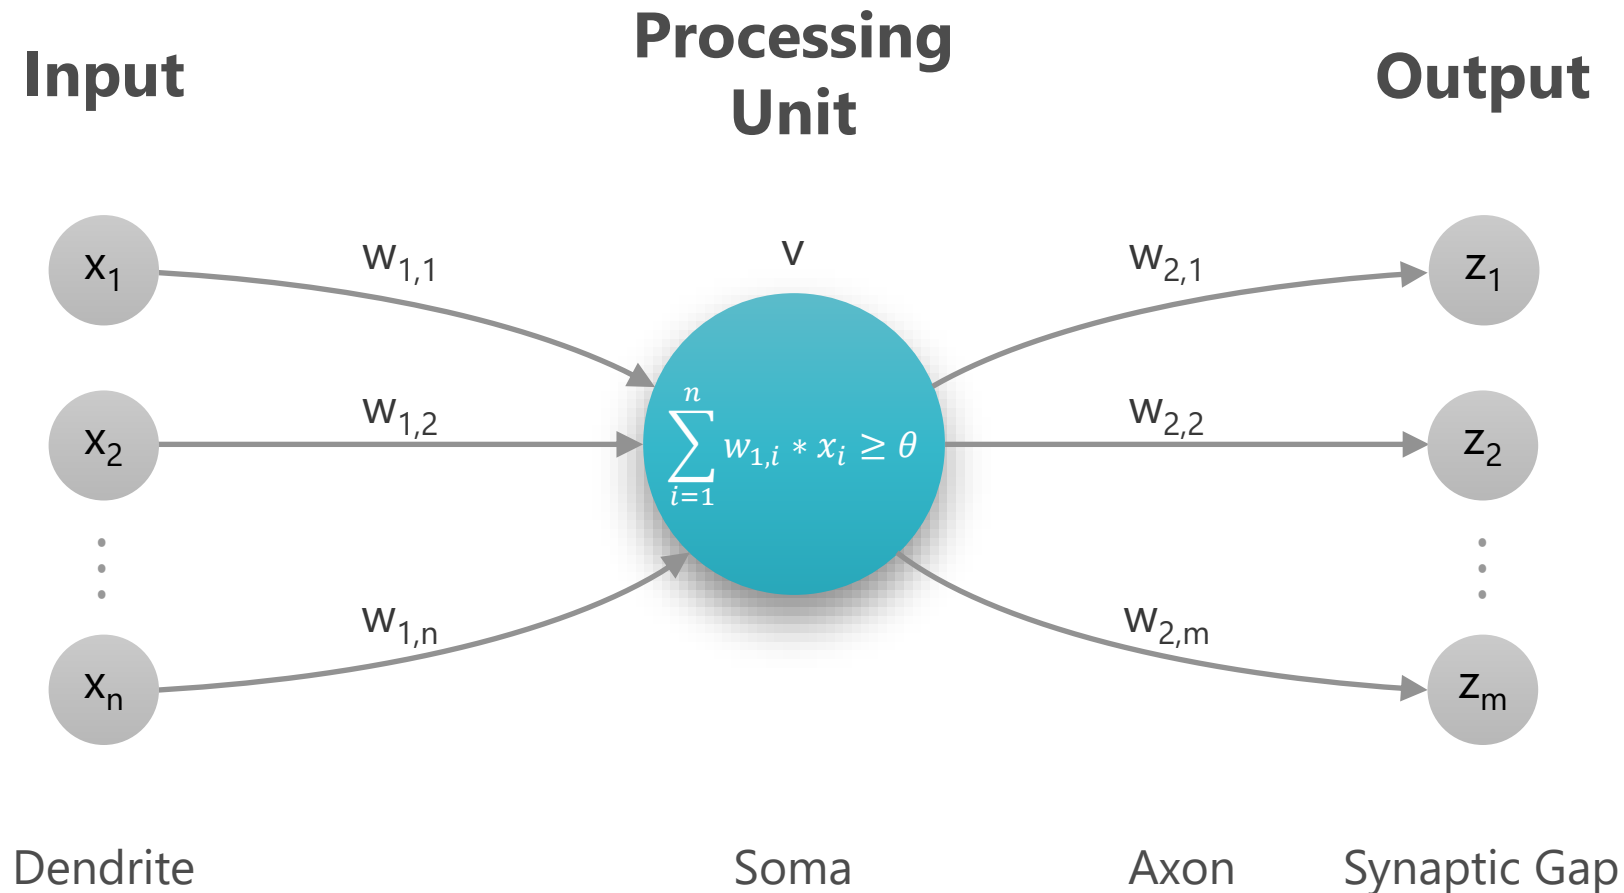 Input
Processing
Unit
Output
x1
w1,1
v
w2,1
z1
x2
w1,2
n
∑ w1,i * xi ≥ θ
i=1
w2,2
z2
xn
w1,n
w2,m
zm
Dendrite
Soma
Axon
Synaptic Gap